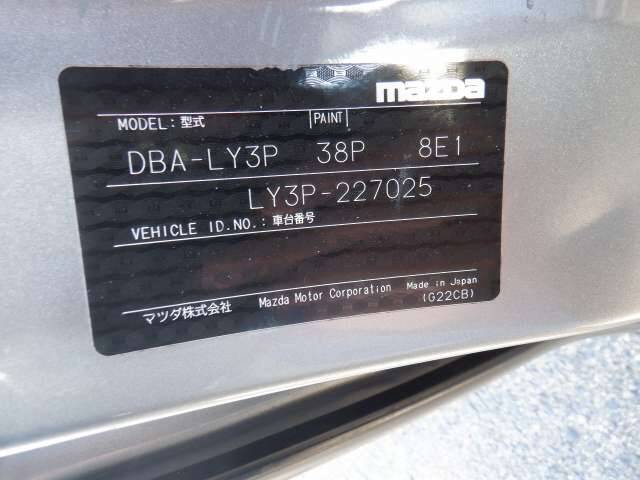 mazda
MODEL: 型式 PAINT
DBA-LY3P 38P 8E1
LY3P-227025
VEHICLE ID.NO.: 車台番号
マツダ株式会社 Mazda Motor Corporation Made in Japan
(G22CB)